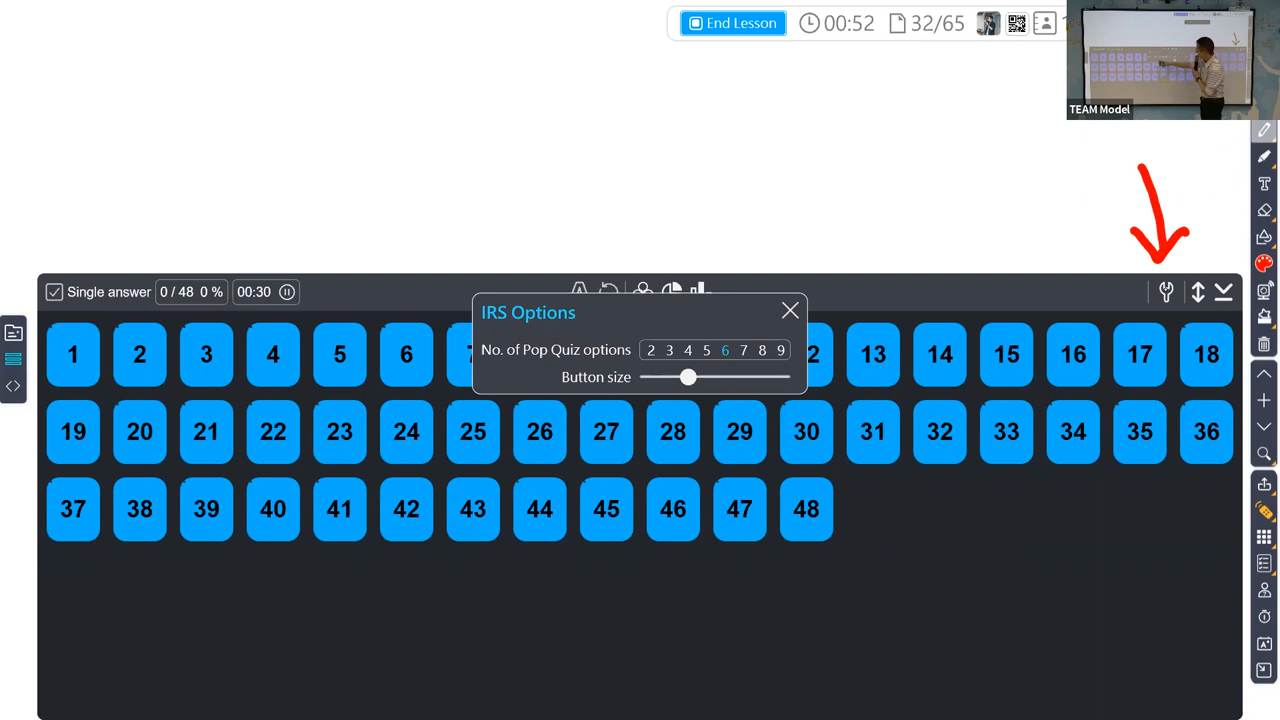 End Lesson 00:52 32/65
TEAM Model
Single answer 0 / 48 0 % 00:30
IRS Options
No. of Pop Quiz options 2 3 4 5 6 7 8 9
Button size
1 2 3 4 5 6 13 14 15 16 17 18
19 20 21 22 23 24 25 26 27 28 29 30 31 32 33 34 35 36
37 38 39 40 41 42 43 44 45 46 47 48